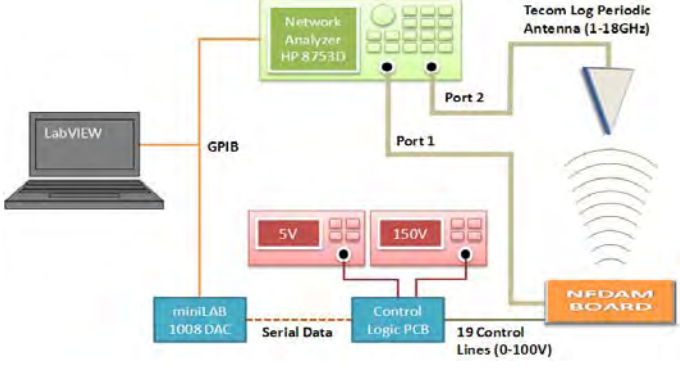 Tecom Log Periodic
Antenna (1-18GHz)
Network
Analyzer
HP 8753D
Port 2
LabVIEW
GPIB
Port 1
5V
150V
NFDAM
BOARD
miniLAB
1008 DAC
Serial Data
Control
Logic PCB
19 Control
Lines (0-100V)